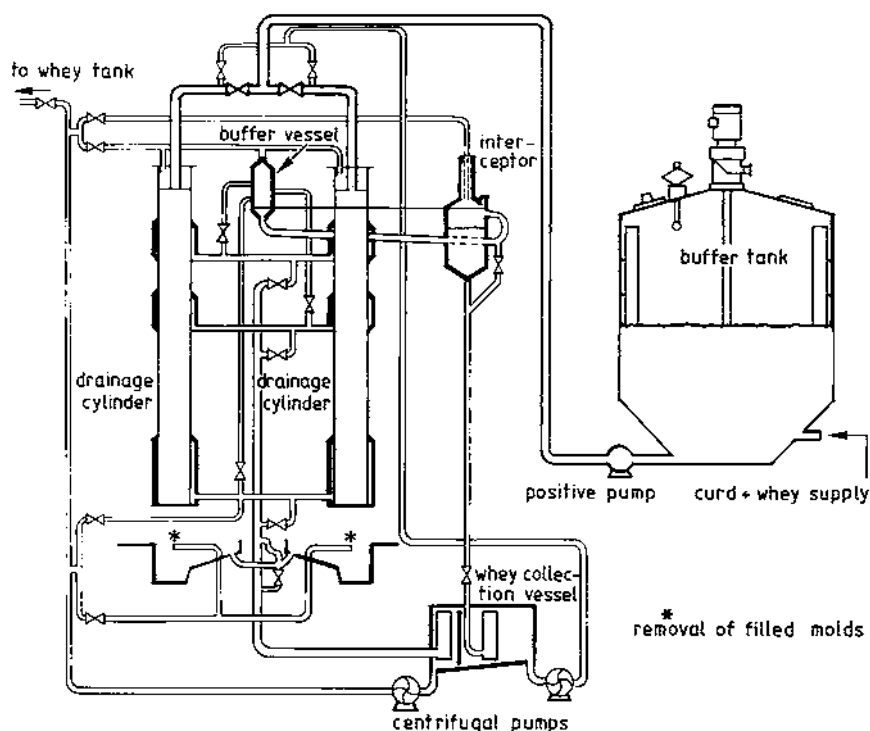 to whey tank
buffer vessel
inter-
ceptor
buffer tank
drainage
cylinder
drainage
cylinder
positive pump
curd + whey supply
*
*
whey collec-
tion vessel
*
removal of filled molds
centrifugal pumps